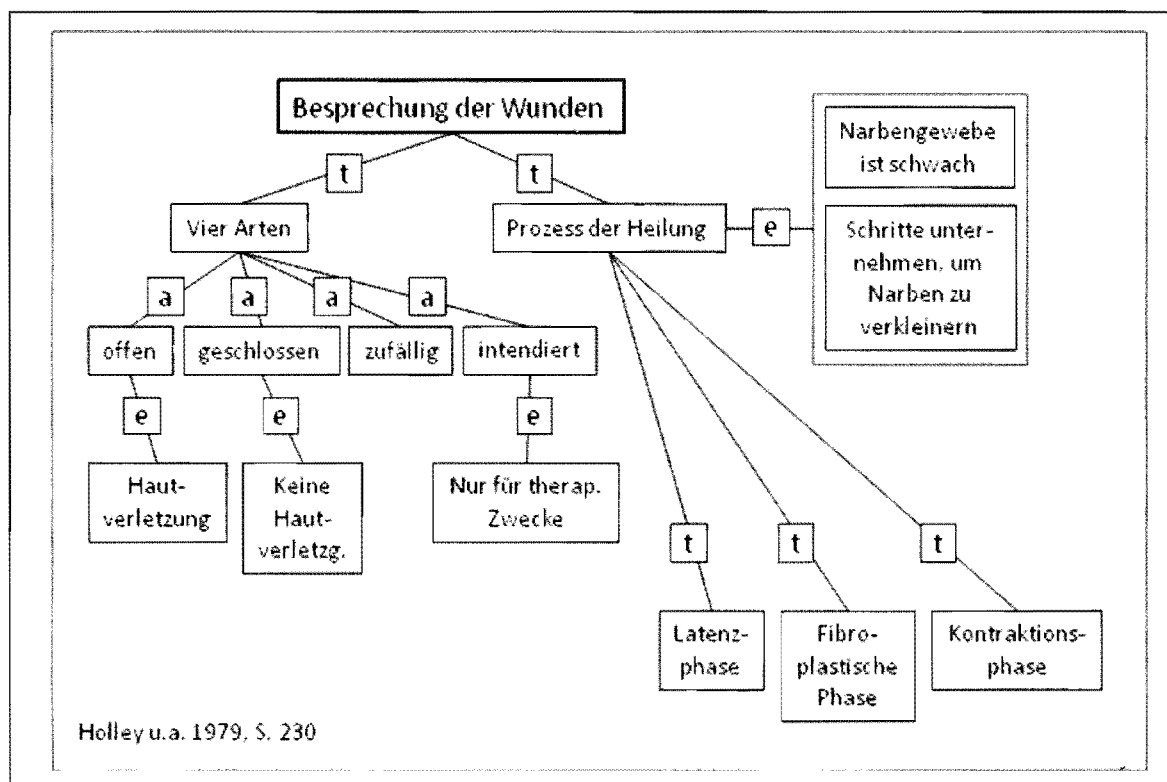 Besprechung der Wunden
t
t
Vier Arten
Prozess der Heilung
e
Narbengewebe
ist schwach
Schritte unter-
nehmen, um
Narben zu
verkleinern
a
a
a
a
offen
geschlossen
zufällig
intendiert
e
e
e
Haut-
verletzung
Keine
Haut-
verletzg.
Nur für therap.
Zwecke
t
t
t
Latenz-
phase
Fibro-
plastische
Phase
Kontraktions-
phase
Holley u.a. 1979, S. 230